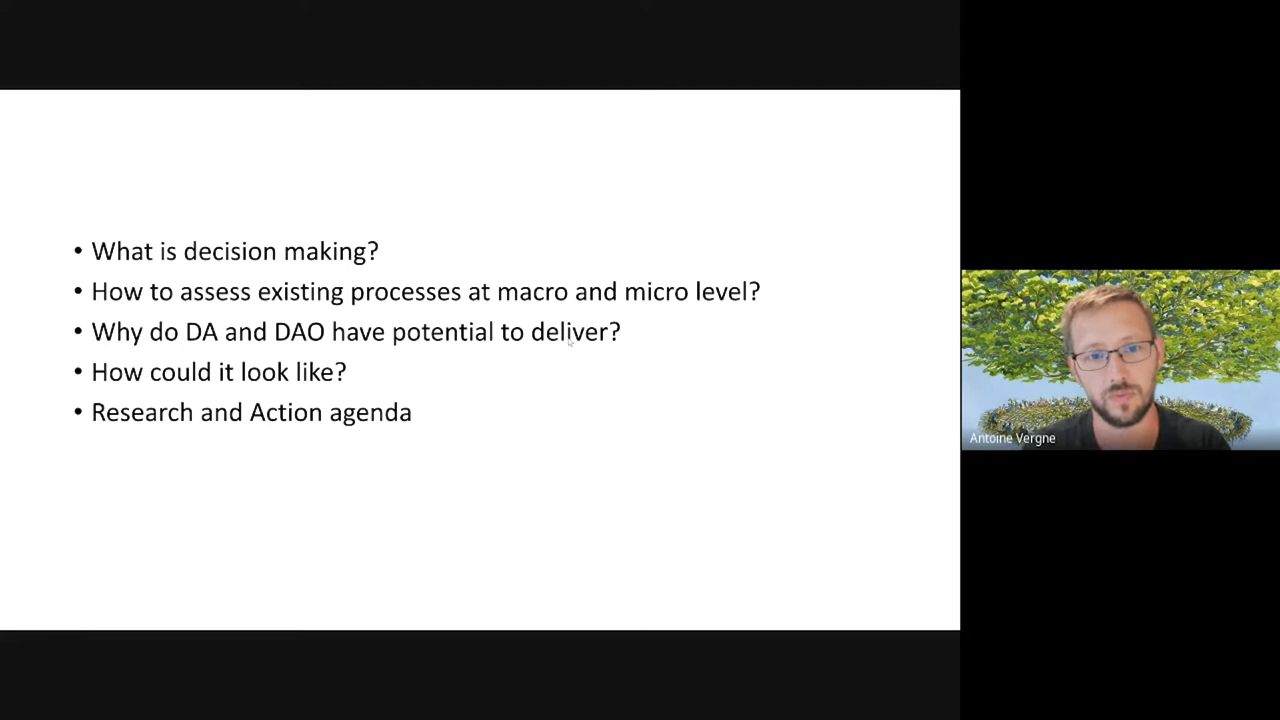 • What is decision making?
• How to assess existing processes at macro and micro level?
• Why do DA and DAO have potential to deliver?
• How could it look like?
• Research and Action agenda
Antoine Vergne